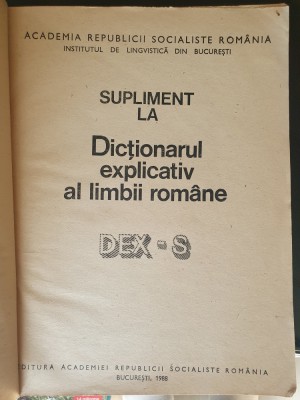 ACADEMIA REPUBLICII SOCIALISTE ROMÂNIA
INSTITUTUL DE LINGVISTICĂ DIN BUCUREȘTI
SUPLIMENT
LA
Dicționarul
explicativ
al limbii române
DEX - S
DITURA ACADEMIEI REPUBLICII SOCIALISTE ROMÂNIA
BUCUREȘTI, 1988